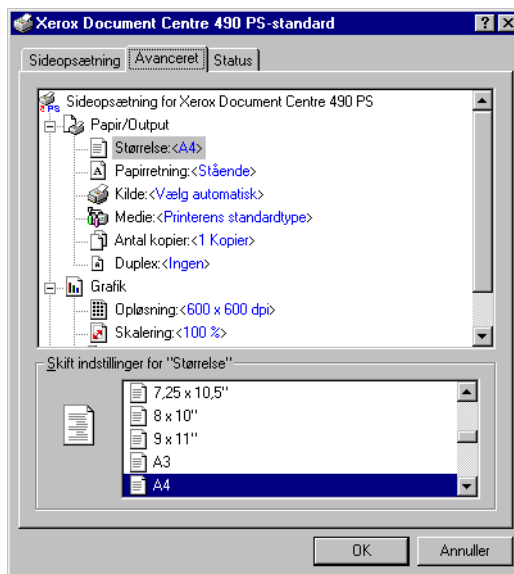 Xerox Document Centre 490 PS-standard
Sideopsætning Avanceret Status
Sideopsætning for Xerox Document Centre 490 PS
Papir/Output
Størrelse:<A4>
Papirretning:<Stående>
Kilde:<Vælg automatisk>
Medie:<Printerens standardtype>
Antal kopier:<1 Kopier>
Duplex:<Ingen>
Grafik
Opløsning:<600 x 600 dpi>
Skalering:<100 %>
Skift indstillinger for "Størrelse"
7,25 x 10,5"
8 x 10"
9 x 11"
A3
A4
OK Annuller